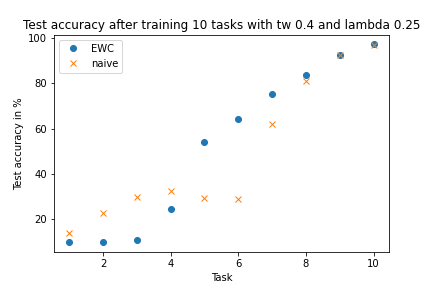 Test accuracy after training 10 tasks with tw 0.4 and lambda 0.25
100
EWC
naive
80
60
40
20
Test accuracy in %
2
4
6
8
10
Task